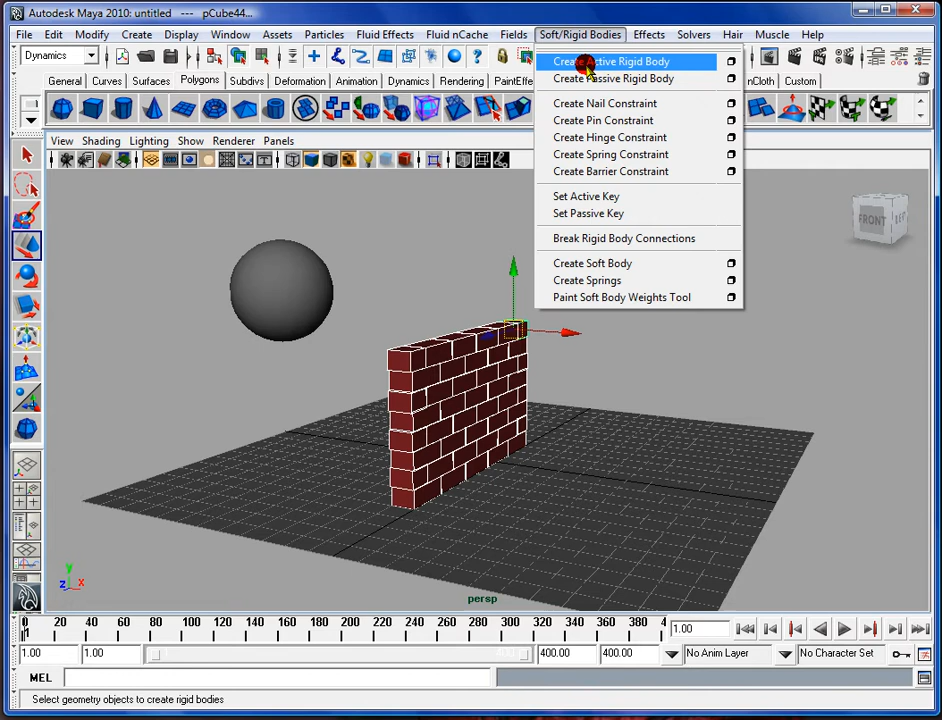 Autodesk Maya 2010: untitled --- pCube44...
File Edit Modify Create Display Window Assets Particles Fluid Effects Fluid nCache Fields Soft/Rigid Bodies Effects Solvers Hair Muscle Help
Dynamics
General Curves Surfaces Polygons Subdivs Deformation Animation Dynamics Rendering PaintEffe nCloth Custom
View Shading Lighting Show Renderer Panels
Create Active Rigid Body
Create Passive Rigid Body
Create Nail Constraint
Create Pin Constraint
Create Hinge Constraint
Create Spring Constraint
Create Barrier Constraint
Set Active Key
Set Passive Key
Break Rigid Body Connections
Create Soft Body
Create Springs
Paint Soft Body Weights Tool
FRONT LEFT
y
z x
persp
1 20 40 60 80 100 120 140 160 180 200 220 240 260 280 300 320 340 360 380 4 1.00
1.00 1.00 400.00 400.00 No Anim Layer No Character Set
MEL
Select geometry objects to create rigid bodies